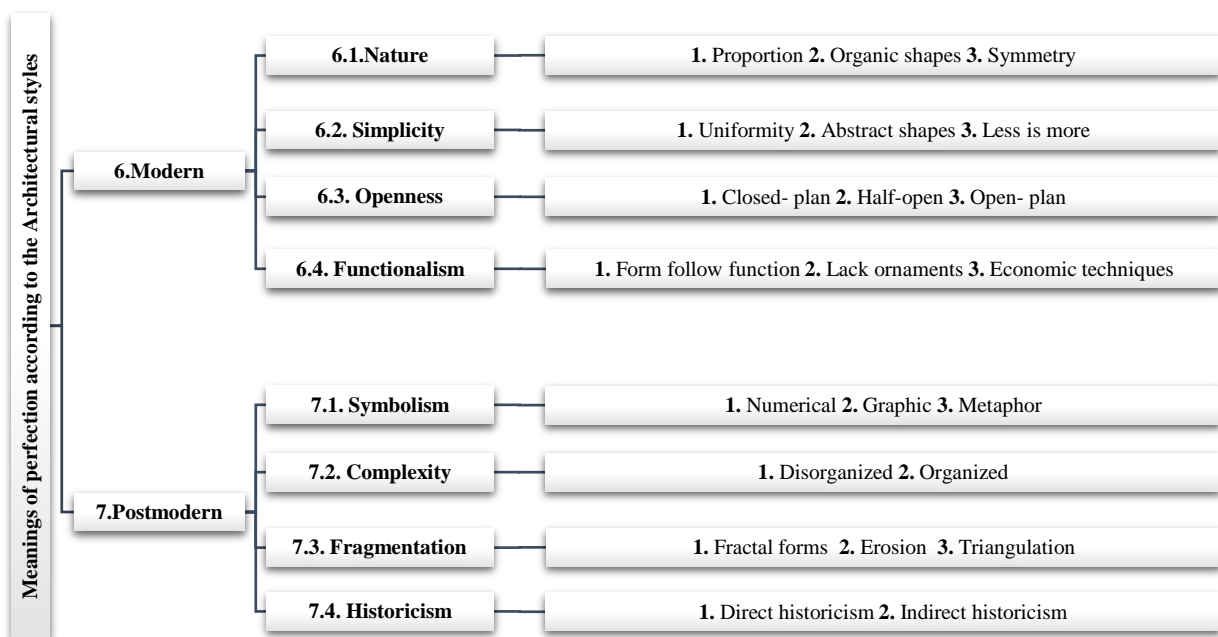 Meanings of perfection according to the Architectural styles
6.Modern
6.1.Nature
1. Proportion 2. Organic shapes 3. Symmetry
6.2. Simplicity
1. Uniformity 2. Abstract shapes 3. Less is more
6.3. Openness
1. Closed- plan 2. Half-open 3. Open- plan
6.4. Functionalism
1. Form follow function 2. Lack ornaments 3. Economic techniques
7.Postmodern
7.1. Symbolism
1. Numerical 2. Graphic 3. Metaphor
7.2. Complexity
1. Disorganized 2. Organized
7.3. Fragmentation
1. Fractal forms 2. Erosion 3. Triangulation
7.4. Historicism
1. Direct historicism 2. Indirect historicism